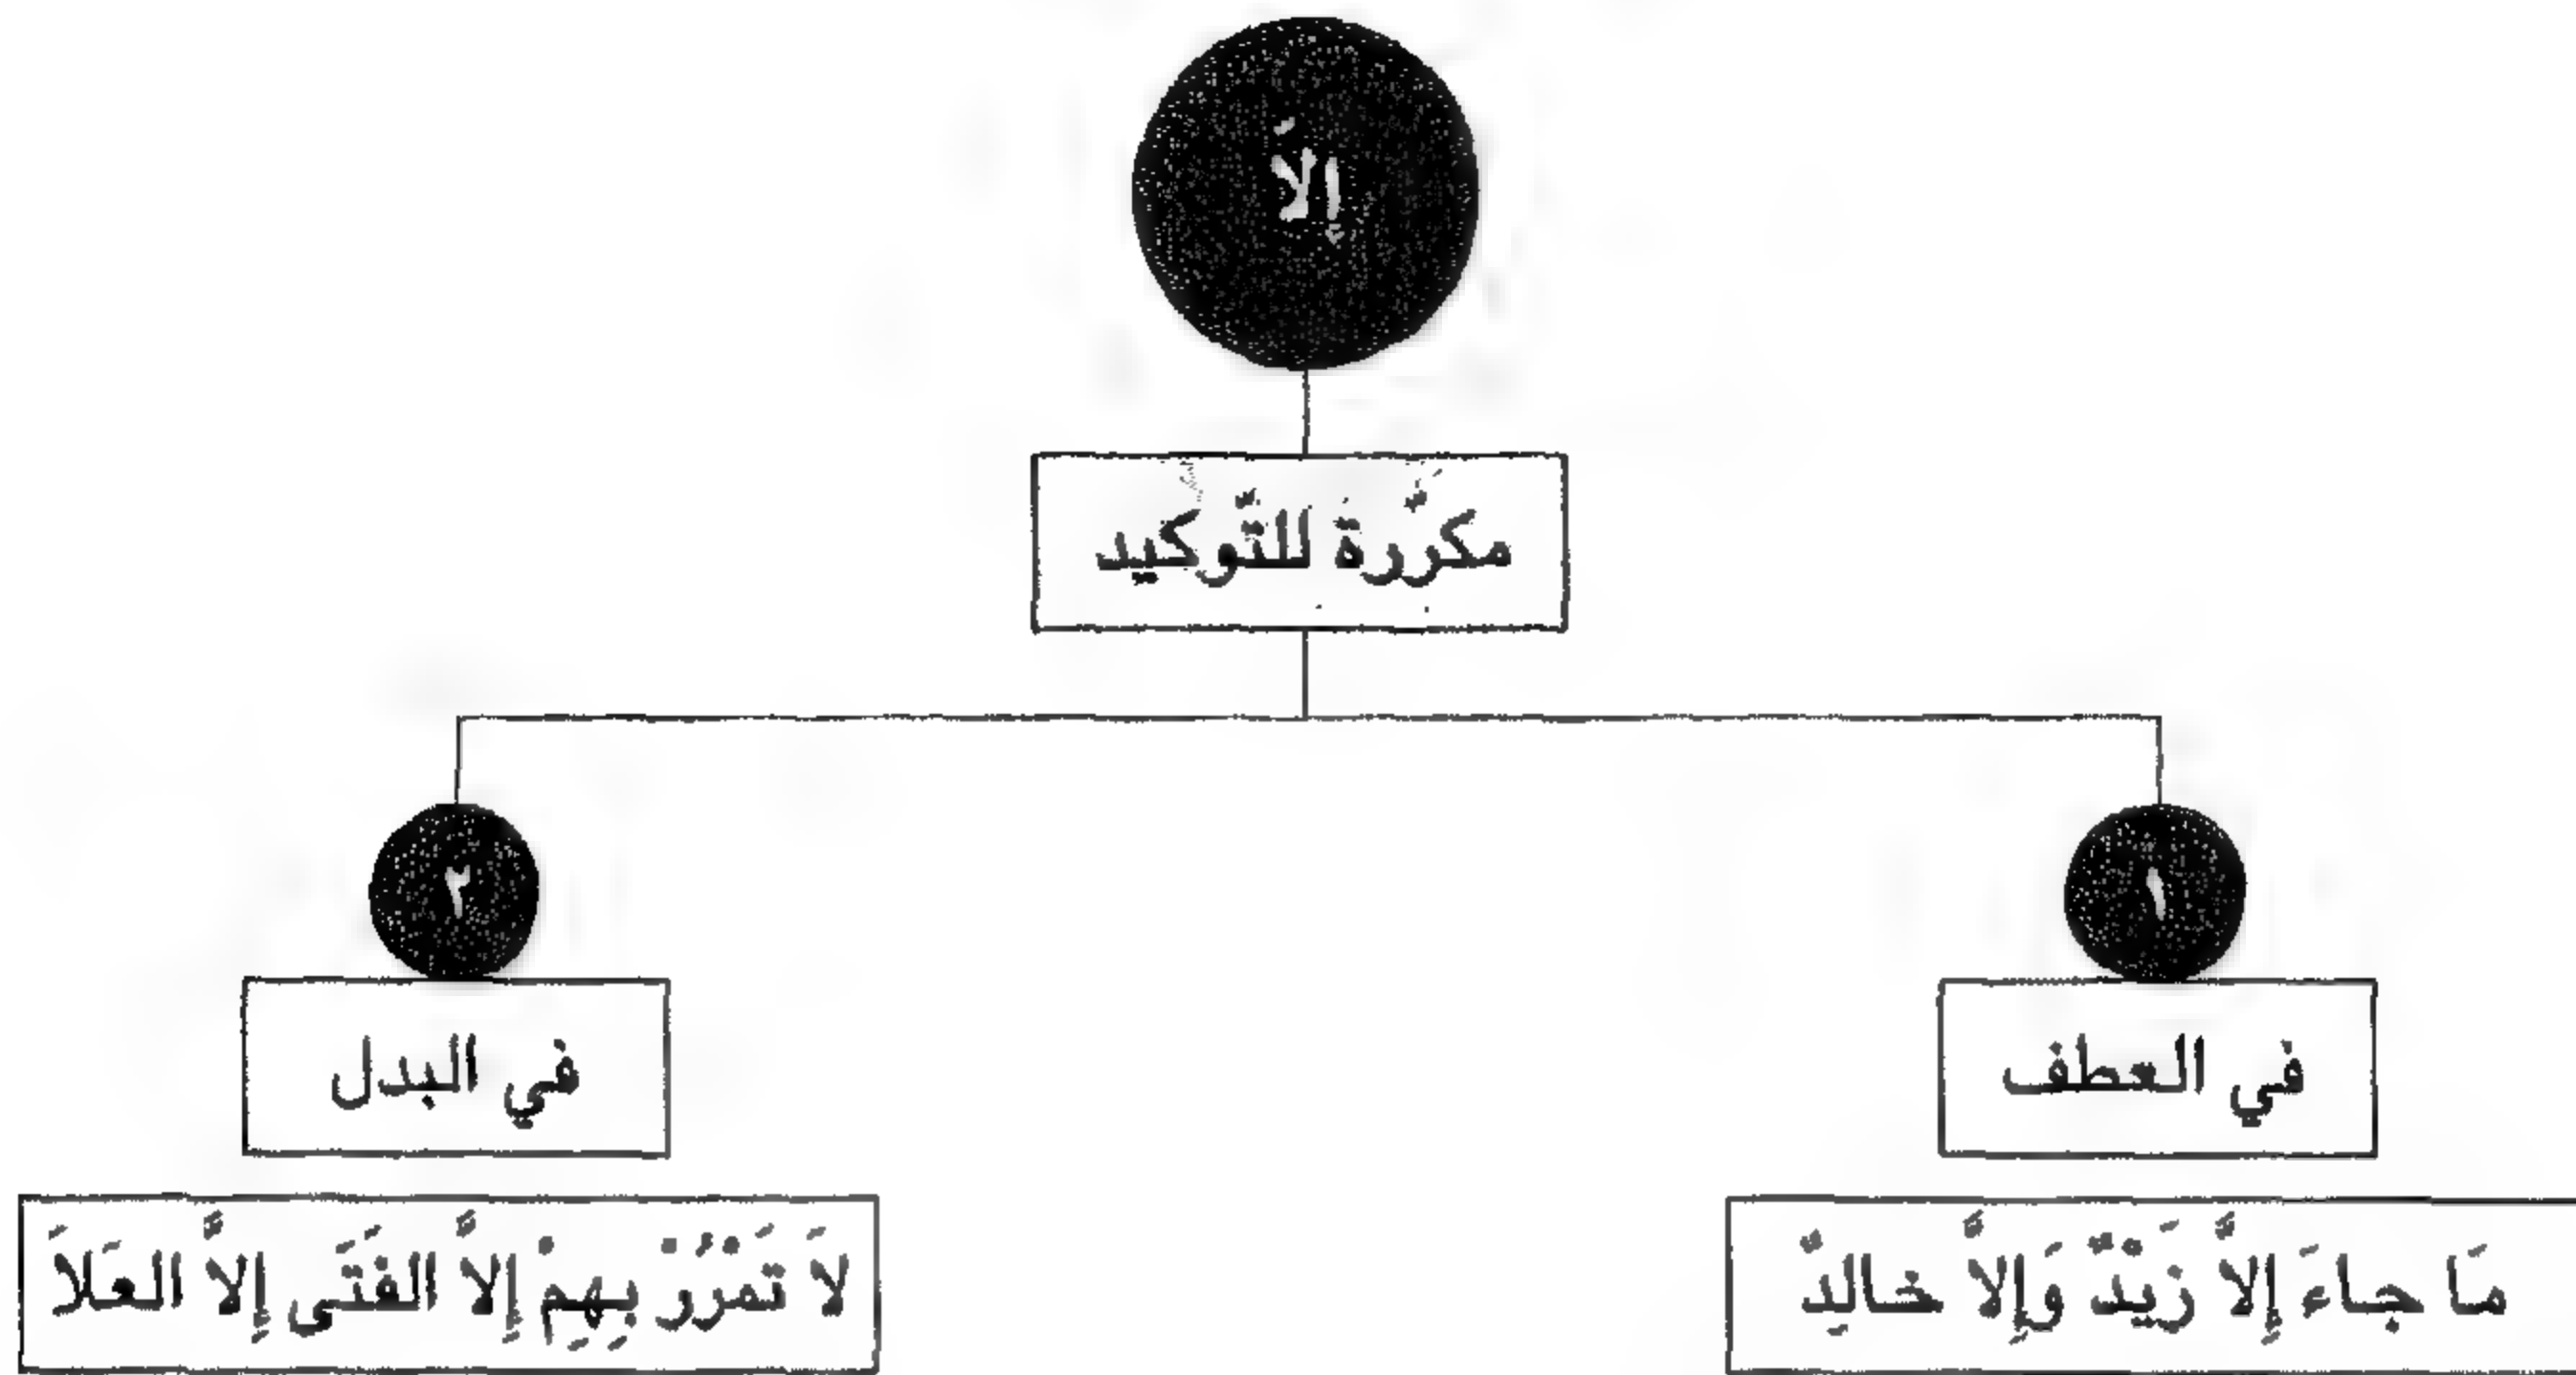 إلاَ
مكرَّرة للتَّوكيد
١
٢
في العطف
في البدل
مَا جاءَ إِلاَّ زَيْدٌ وَإِلاَّ خالِدٌ
لاَ تَمْرُرْ بِهِمْ إِلاَّ الفَتَى إِلاَّ العَلاَ